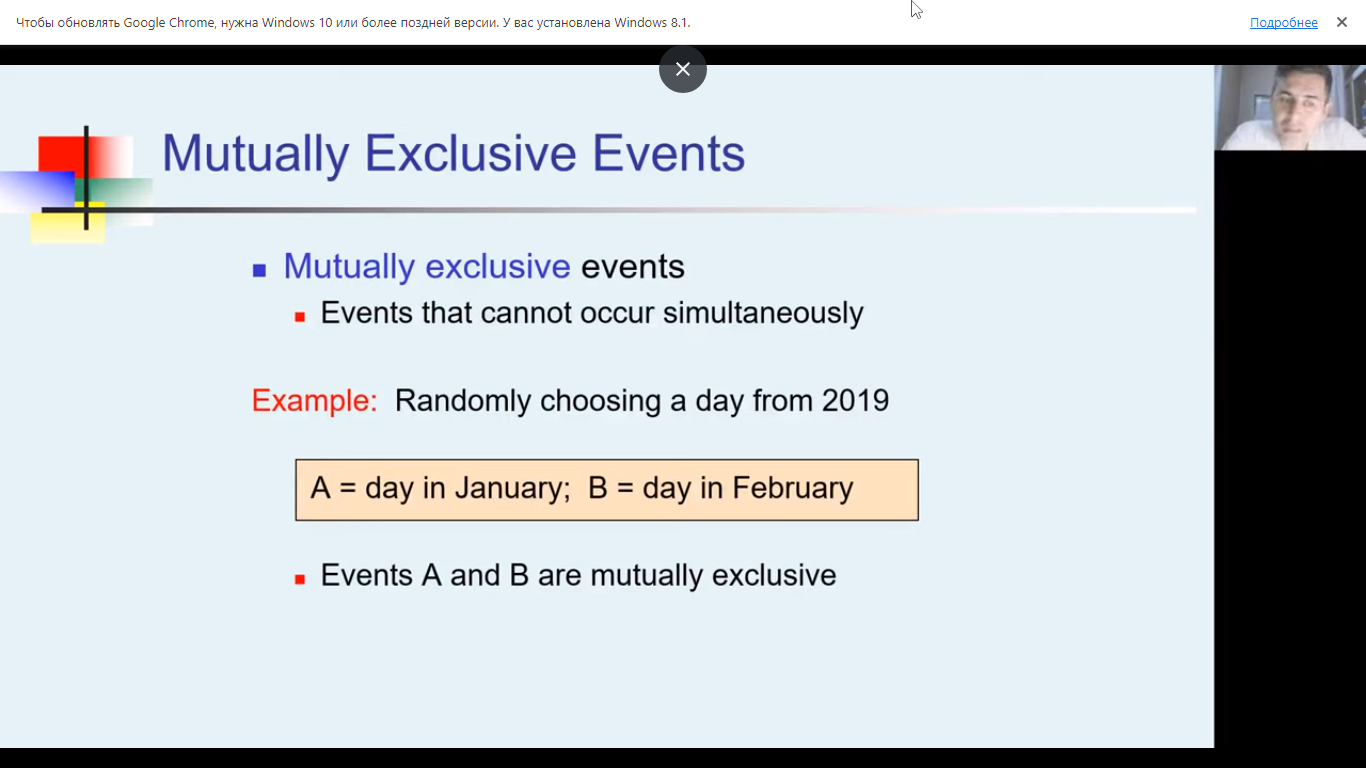 Чтобы обновлять Google Chrome, нужна Windows 10 или более поздней версии. У вас установлена Windows 8.1.
Подробнее
Mutually Exclusive Events
Mutually exclusive events
Events that cannot occur simultaneously
Example: Randomly choosing a day from 2019
A = day in January; B = day in February
Events A and B are mutually exclusive